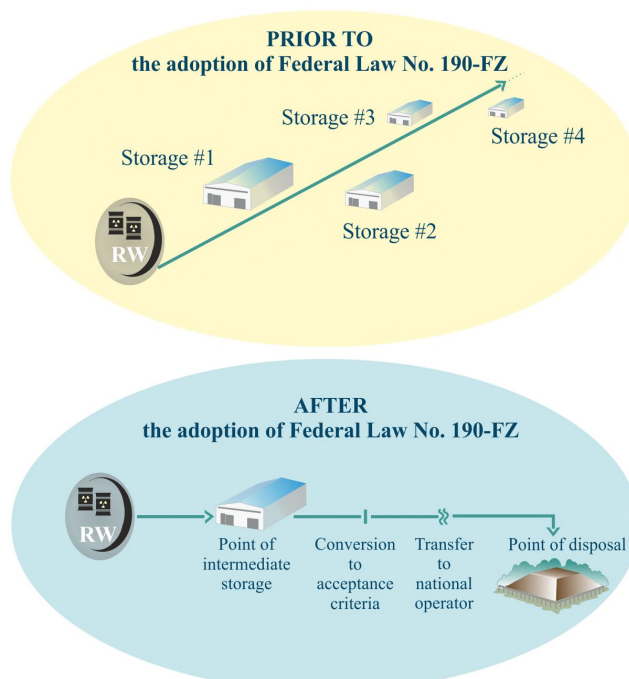 PRIOR TO
the adoption of Federal Law No. 190-FZ
Storage #3
Storage #4
Storage #1
Storage #2
RW
AFTER
the adoption of Federal Law No. 190-FZ
RW
Point of
intermediate
storage
Conversion
to
acceptance
criteria
Transfer
to
national
operator
Point of disposal